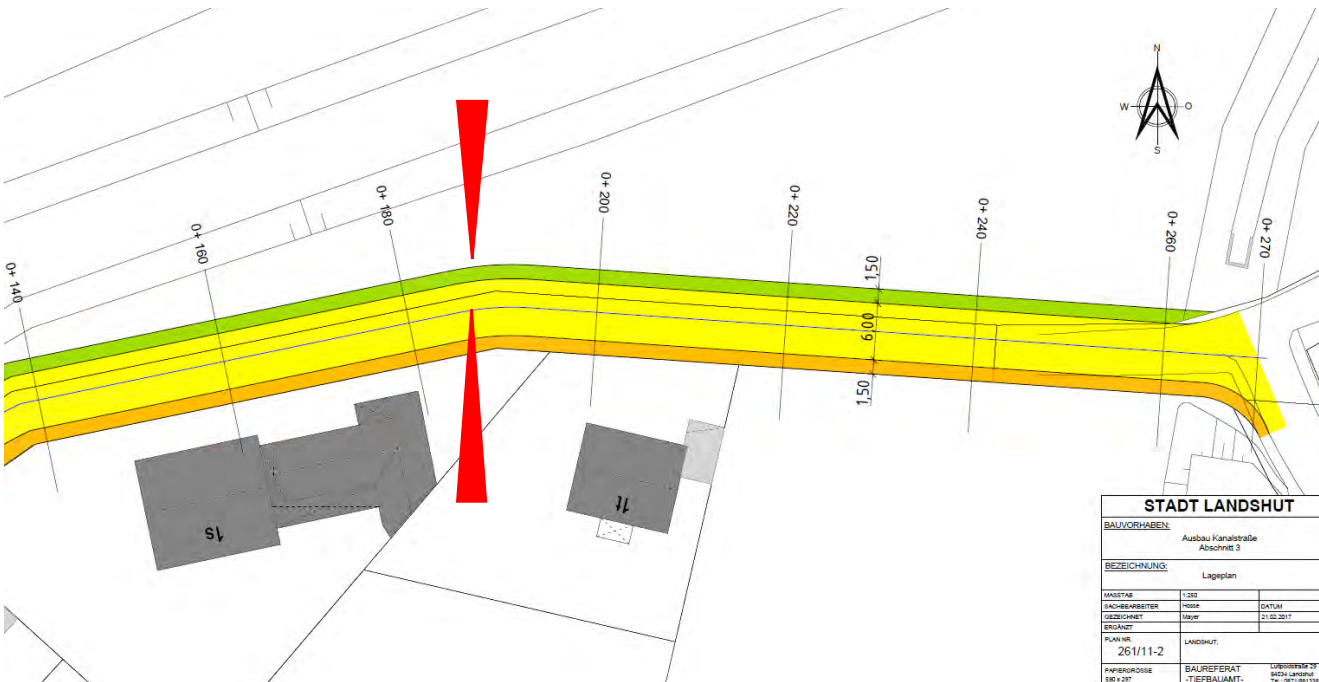 N
W
O
S
0+ 140
0+ 160
0+ 180
0+ 200
0+ 220
0+ 240
0+ 260
0+ 270
1,50
6,00
1,50
1s
1t
STADT LANDSHUT
BAUVORHABEN:
Ausbau Kanalstraße
Abschnitt 3
BEZEICHNUNG:
Lageplan
MASSTAB 1:250
SACHBEARBEITER Hosse DATUM
GEZEICHNET Mayer 21.02.2017
ERGÄNZT
PLAN NR. LANDSHUT,
261/11-2
PAPIERGRÖSSE BAUREFERAT Luitpoldstraße 29
590 x 297 -TIEFBAUAMT- 84034 Landshut